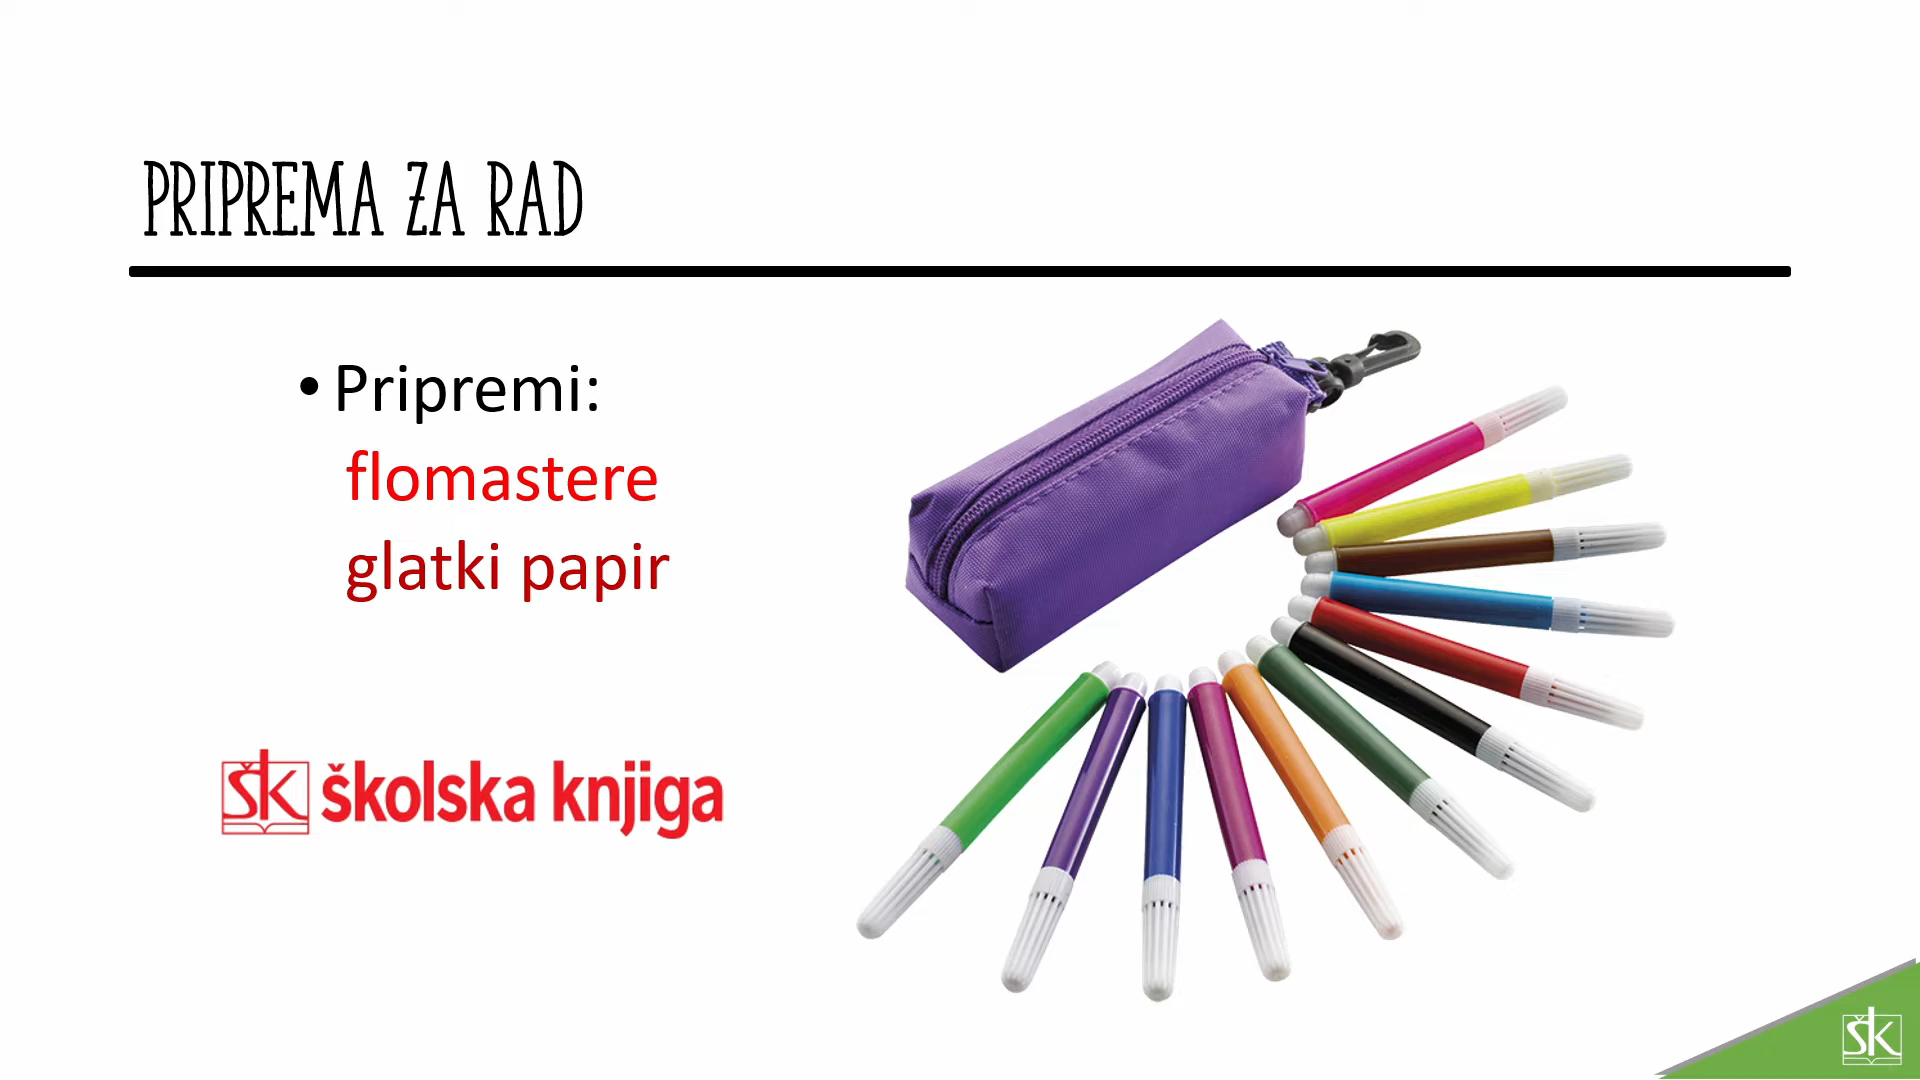 PRIPREMA ZA RAD
• Pripremi:
flomastere
glatki papir
šk školska knjiga
šk